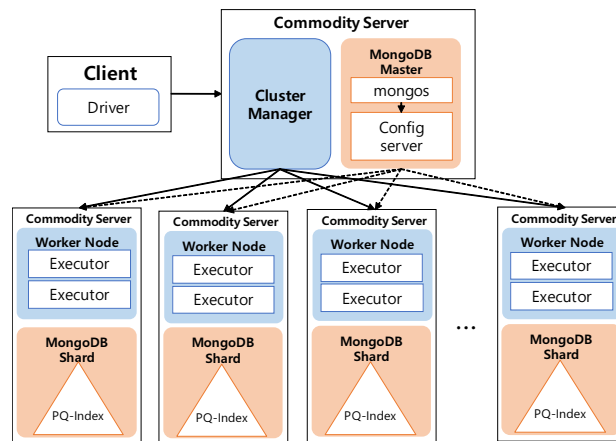 Commodity Server
Client
Driver
Cluster
Manager
MongoDB
Master
mongos
Config
server
Commodity Server
Worker Node
Executor
Executor
MongoDB
Shard
PQ-Index
Commodity Server
Worker Node
Executor
Executor
MongoDB
Shard
PQ-Index
Commodity Server
Worker Node
Executor
Executor
MongoDB
Shard
PQ-Index
...
Commodity Server
Worker Node
Executor
Executor
MongoDB
Shard
PQ-Index